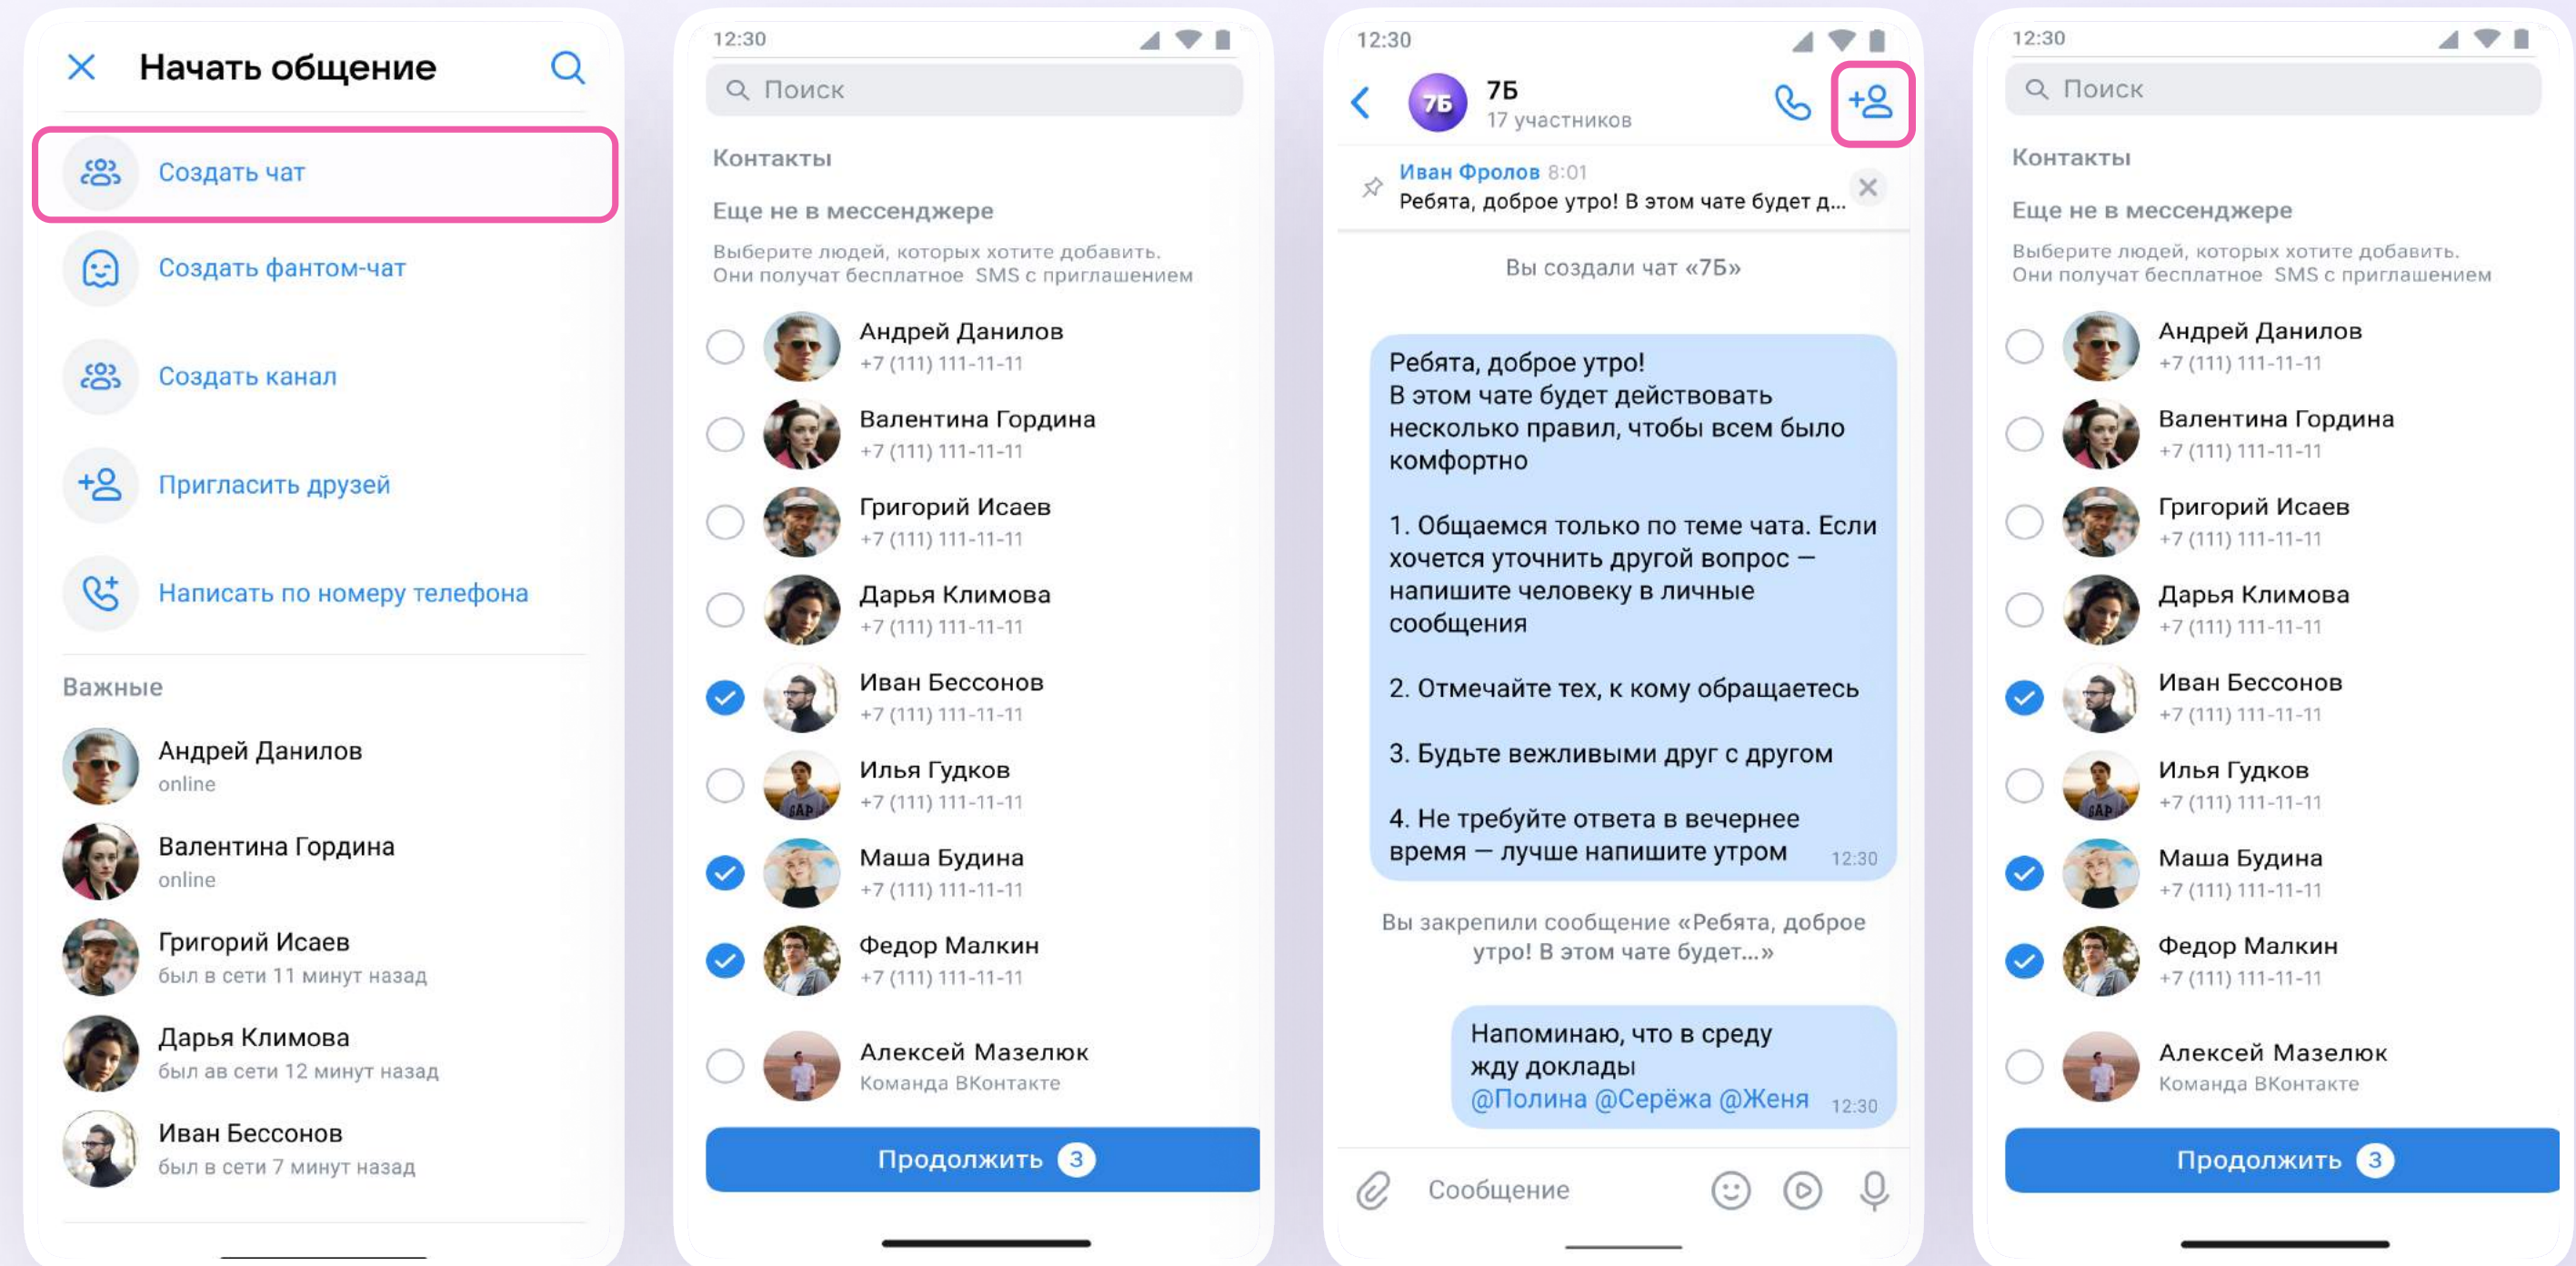 Начать общение
Создать чат
Создать фантом-чат
Создать канал
Пригласить друзей
Написать по номеру телефона
Важные
Андрей Данилов
online
Валентина Гордина
online
Григорий Исаев
был в сети 11 минут назад
Дарья Климова
был ав сети 12 минут назад
Иван Бессонов
был в сети 7 минут назад
12:30
Поиск
Контакты
Еще не в мессенджере
Выберите людей, которых хотите добавить.
Они получат бесплатное SMS с приглашением
Андрей Данилов
+7 (111) 111-11-11
Валентина Гордина
+7 (111) 111-11-11
Григорий Исаев
+7 (111) 111-11-11
Дарья Климова
+7 (111) 111-11-11
Иван Бессонов
+7 (111) 111-11-11
Илья Гудков
+7 (111) 111-11-11
Маша Будина
+7 (111) 111-11-11
Федор Малкин
+7 (111) 111-11-11
Алексей Мазелюк
Команда ВКонтакте
Продолжить 3
12:30
7Б
7Б
17 участников
Иван Фролов 8:01
Ребята, доброе утро! В этом чате будет д...
Вы создали чат «7Б»
Ребята, доброе утро!
В этом чате будет действовать
несколько правил, чтобы всем было
комфортно
1. Общаемся только по теме чата. Если
хочется уточнить другой вопрос —
напишите человеку в личные
сообщения
2. Отмечайте тех, к кому обращаетесь
3. Будьте вежливыми друг с другом
4. Не требуйте ответа в вечернее
время — лучше напишите утром 12:30
Вы закрепили сообщение «Ребята, доброе
утро! В этом чате будет...»
Напоминаю, что в среду
жду доклады
@Полина @Серёжа @Женя 12:30
Сообщение
12:30
Поиск
Контакты
Еще не в мессенджере
Выберите людей, которых хотите добавить.
Они получат бесплатное SMS с приглашением
Андрей Данилов
+7 (111) 111-11-11
Валентина Гордина
+7 (111) 111-11-11
Григорий Исаев
+7 (111) 111-11-11
Дарья Климова
+7 (111) 111-11-11
Иван Бессонов
+7 (111) 111-11-11
Илья Гудков
+7 (111) 111-11-11
Маша Будина
+7 (111) 111-11-11
Федор Малкин
+7 (111) 111-11-11
Алексей Мазелюк
Команда ВКонтакте
Продолжить 3